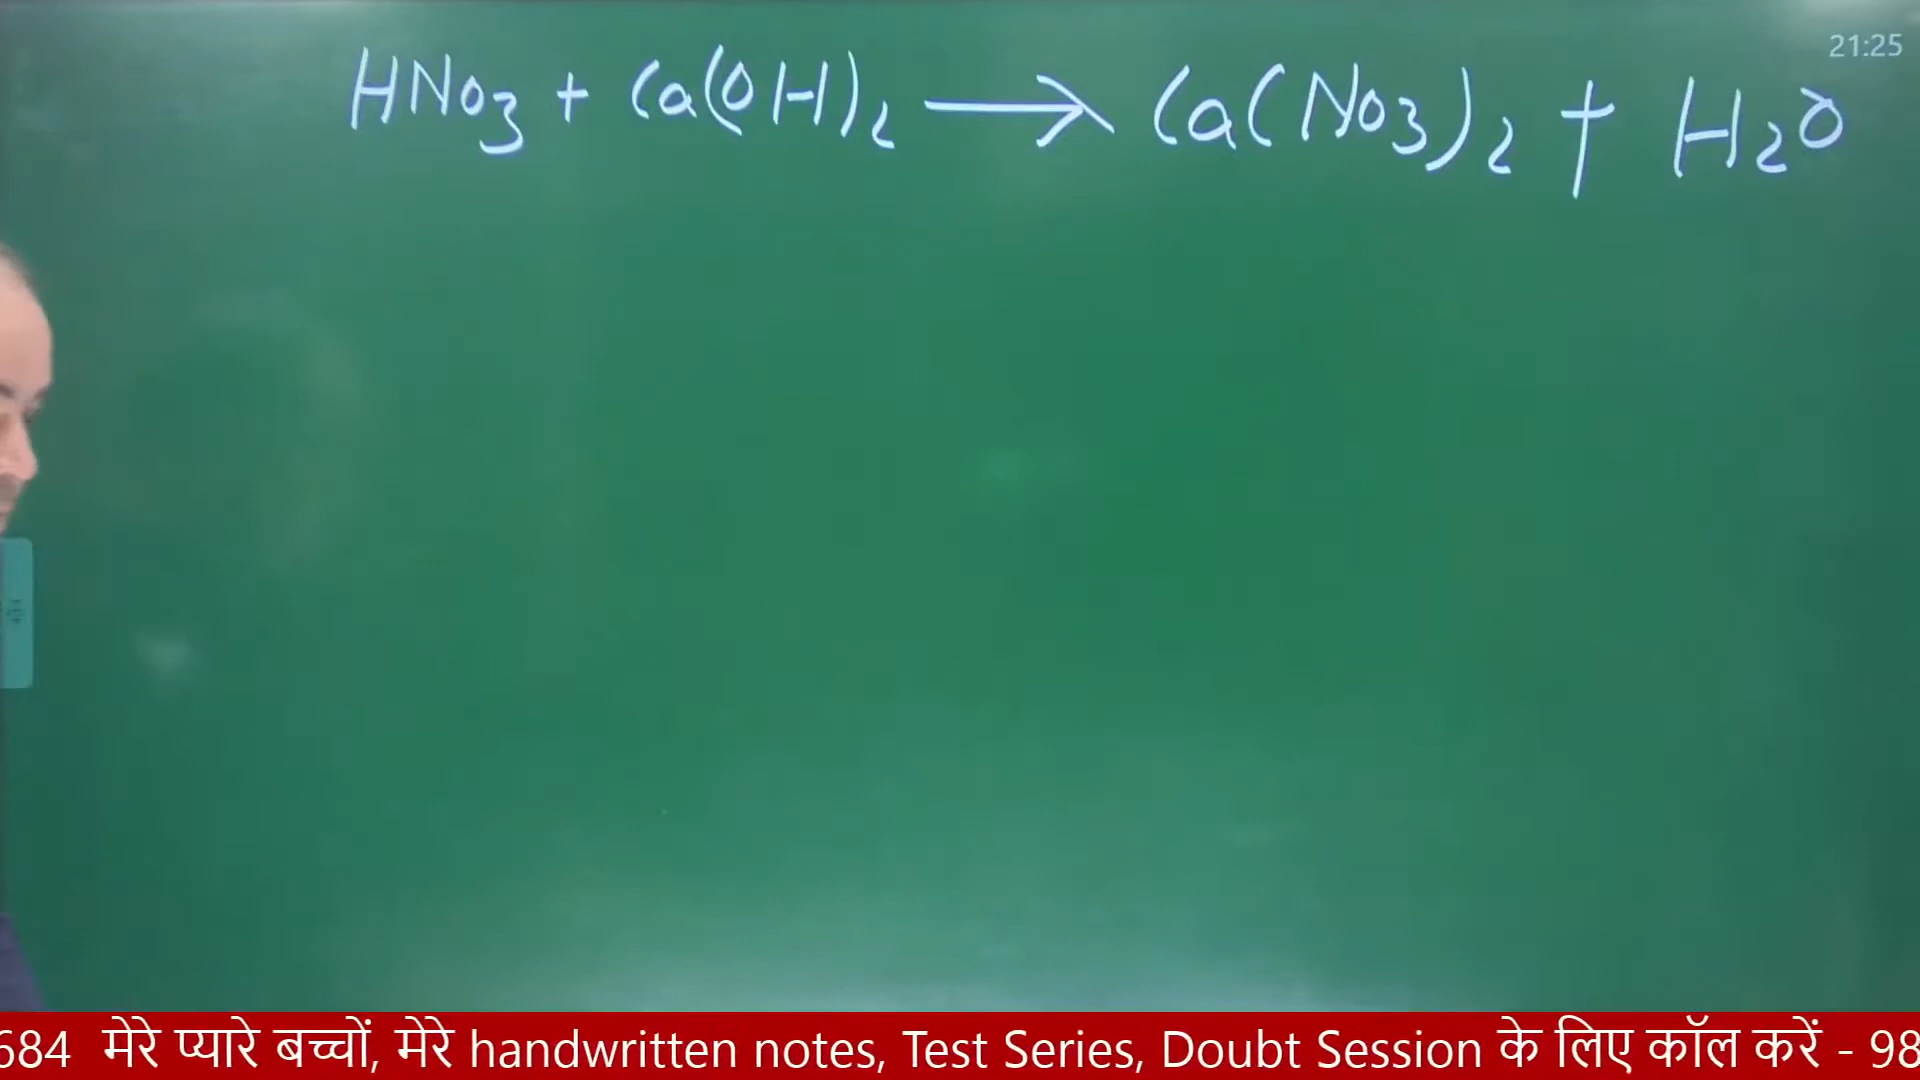 21:25
HNo3 + Ca(OH)2 ⟶ Ca(No3)2 + H2O
684 मेरे प्यारे बच्चों, मेरे handwritten notes, Test Series, Doubt Session के लिए कॉल करें - 98